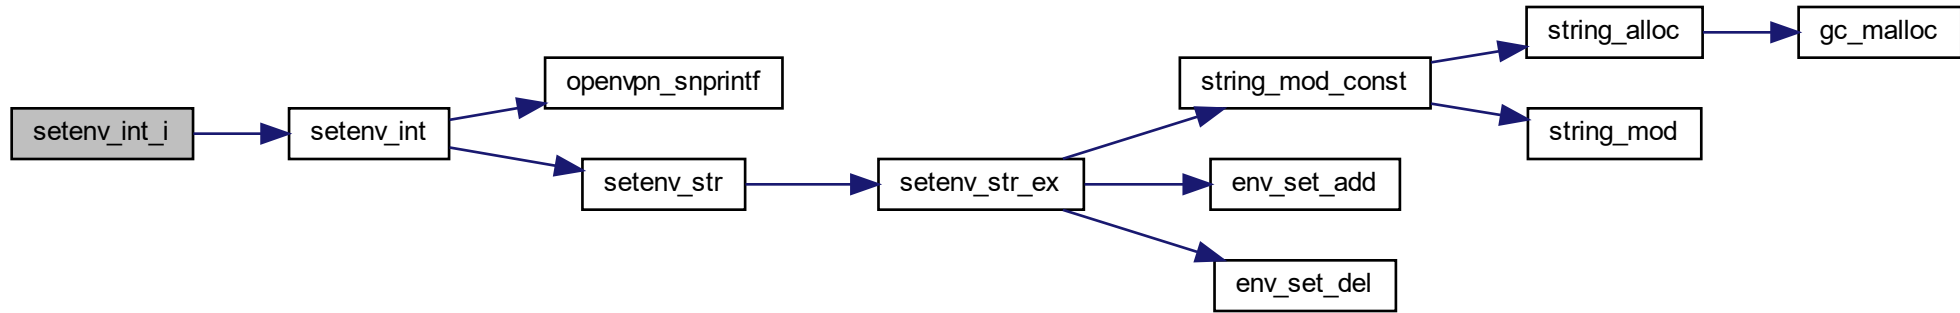 setenv_int_i
setenv_int
openvpn_snprintf
setenv_str
setenv_str_ex
string_mod_const
env_set_add
env_set_del
string_alloc
string_mod
gc_malloc